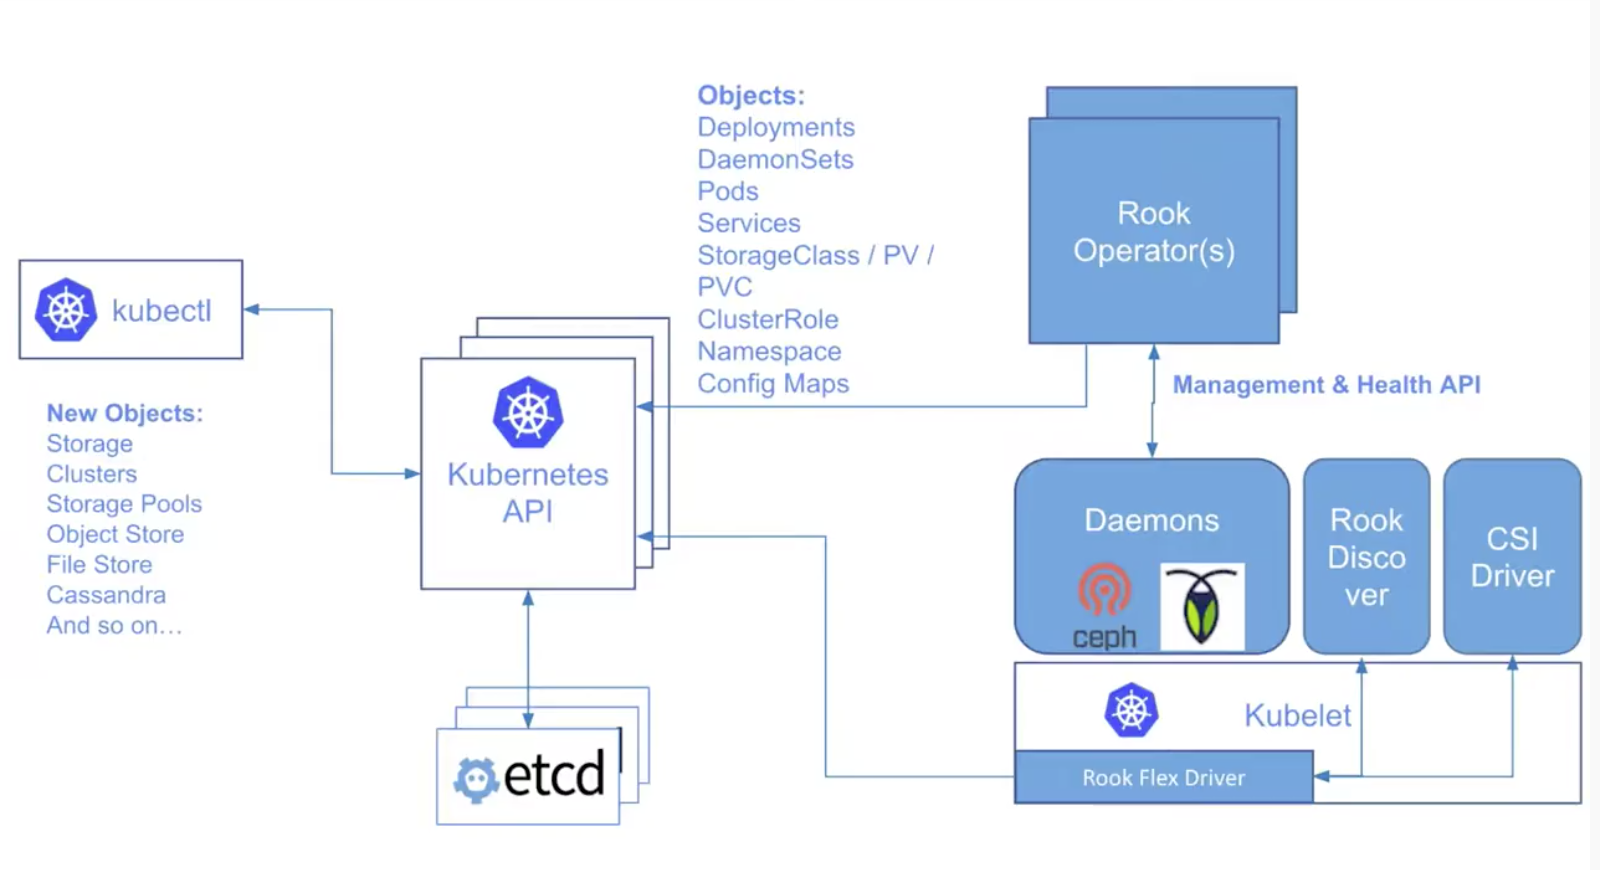 Objects:
Deployments
DaemonSets
Pods
Services
StorageClass / PV /
PVC
ClusterRole
Namespace
Config Maps
Rook
Operator(s)
kubectl
Management & Health API
New Objects:
Storage
Clusters
Storage Pools
Object Store
File Store
Cassandra
And so on…
Kubernetes
API
Daemons
ceph
Rook
Disco
ver
CSI
Driver
Kubelet
Rook Flex Driver
etcd